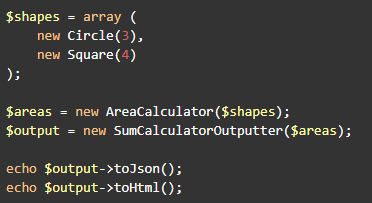 $shapes = array (
    new Circle(3),
    new Square(4)
);

$areas = new AreaCalculator($shapes);
$output = new SumCalculatorOutputter($areas);

echo $output->toJson();
echo $output->toHtml();